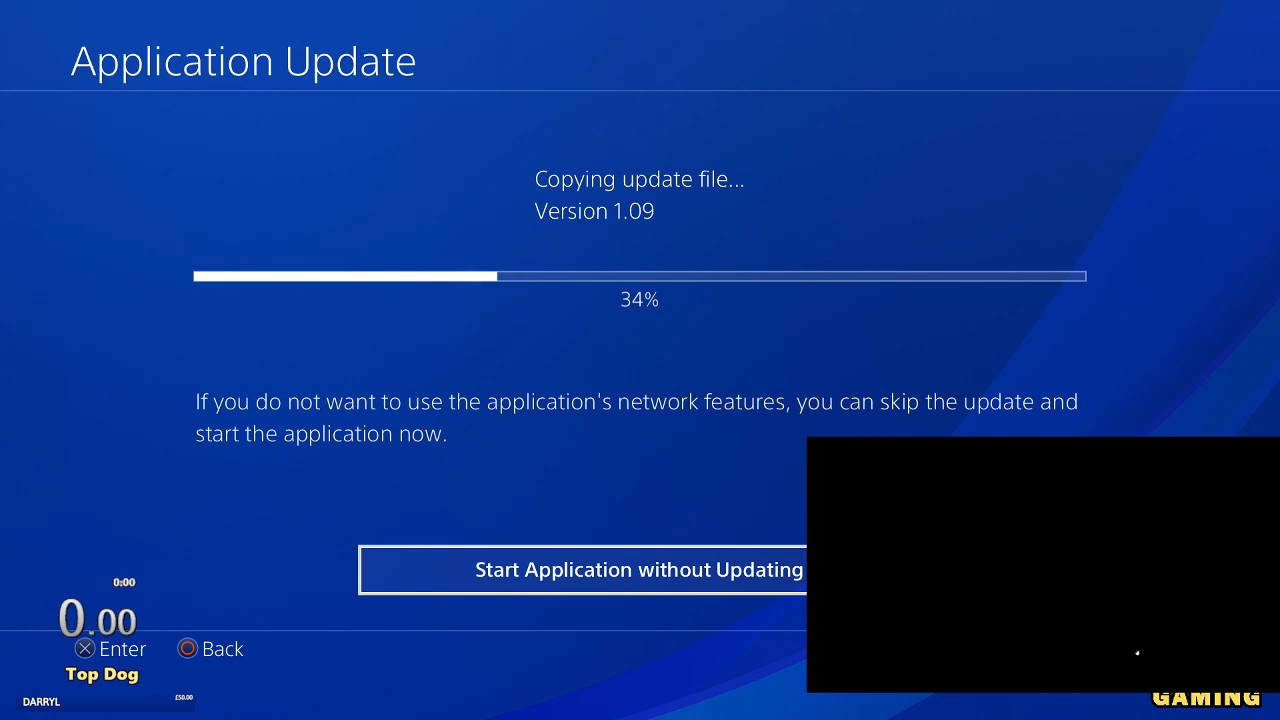 Application Update
Copying update file...
Version 1.09
34%
If you do not want to use the application's network features, you can skip the update and
start the application now.
Start Application without Updating
0:00
0.00
Enter
Back
Top Dog
DARRYL
£50.00
GAMING